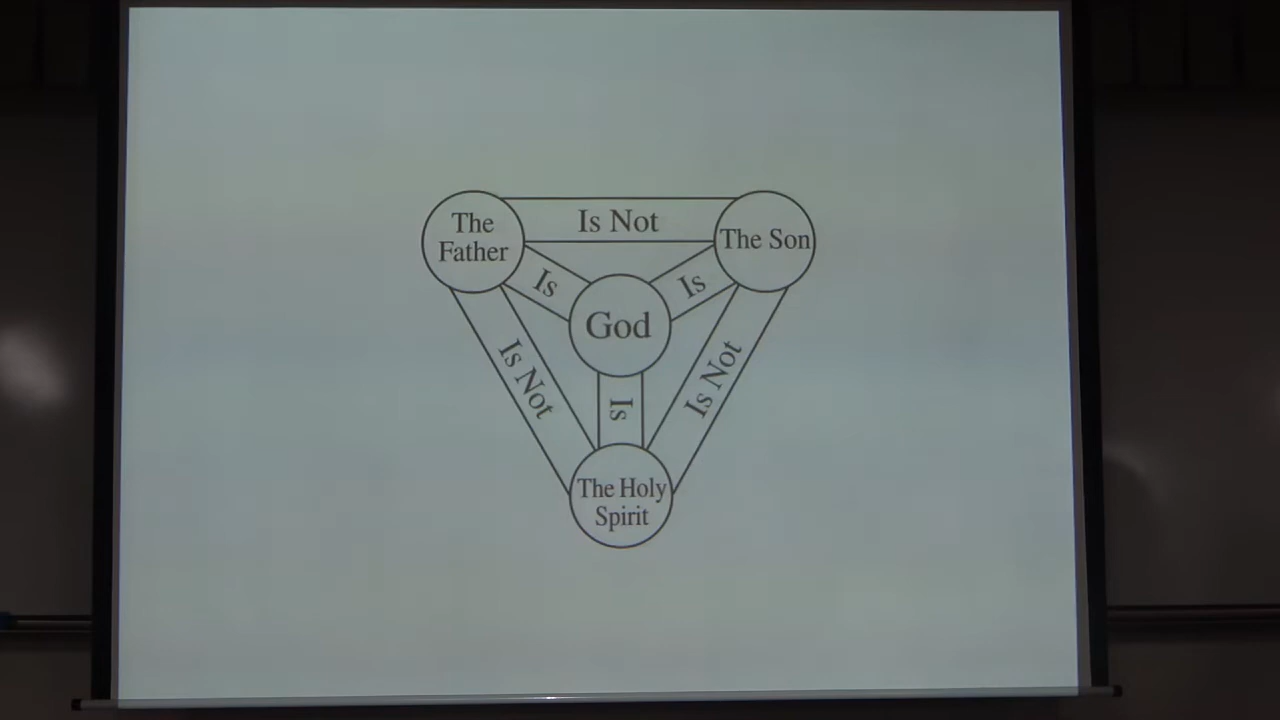 The
Father
Is Not
The Son
Is
Is
God
Is Not
Is
Is Not
The Holy
Spirit